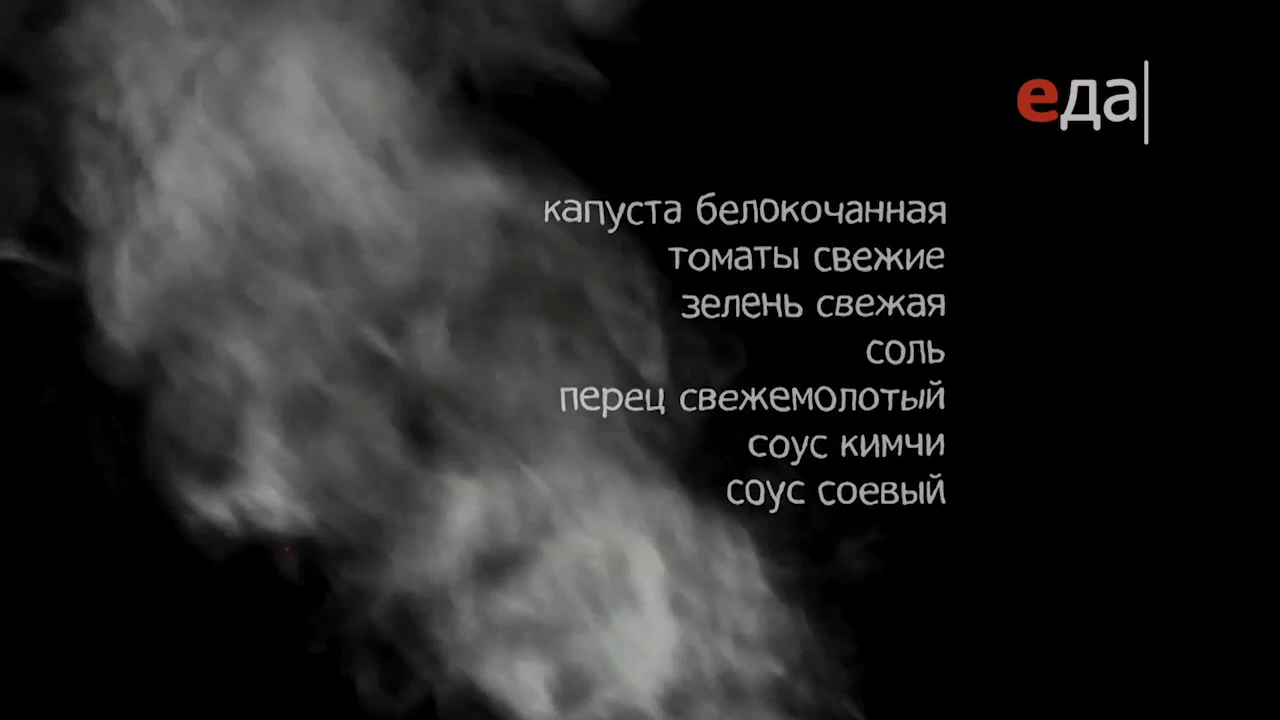 еда
капуста белокочанная
томаты свежие
зелень свежая
соль
перец свежемолотый
соус кимчи
соус соевый